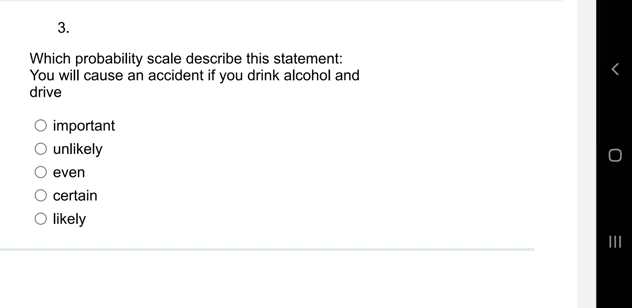 3.
Which probability scale describe this statement:
You will cause an accident if you drink alcohol and
drive
important
unlikely
even
certain
likely